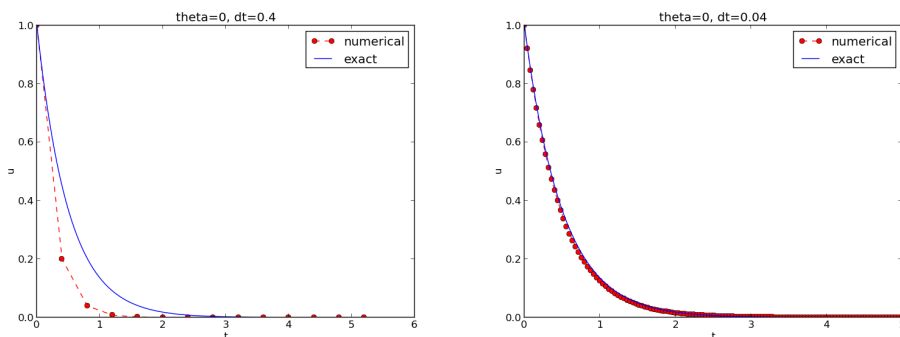 theta=0, dt=0.4
1.0
0.8
0.6
0.4
0.2
0.0
u
numerical
exact
0 1 2 3 4 5 6
t
theta=0, dt=0.04
1.0
0.8
0.6
0.4
0.2
0.0
u
numerical
exact
0 1 2 3 4 5
t